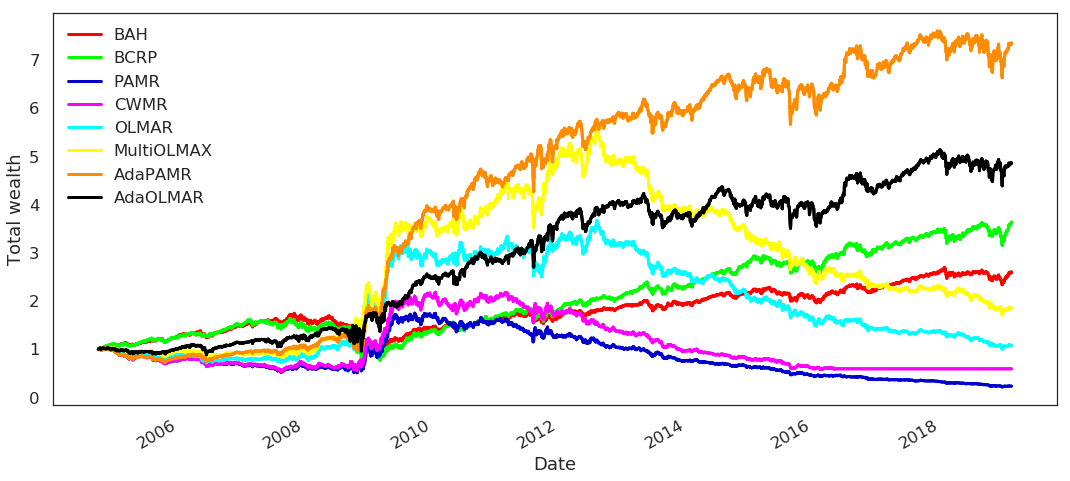 BAH
BCRP
PAMR
CWMR
OLMAR
MultiOLMAX
AdaPAMR
AdaOLMAR
Total wealth
7
6
5
4
3
2
1
0
2006
2008
2010
2012
2014
2016
2018
Date